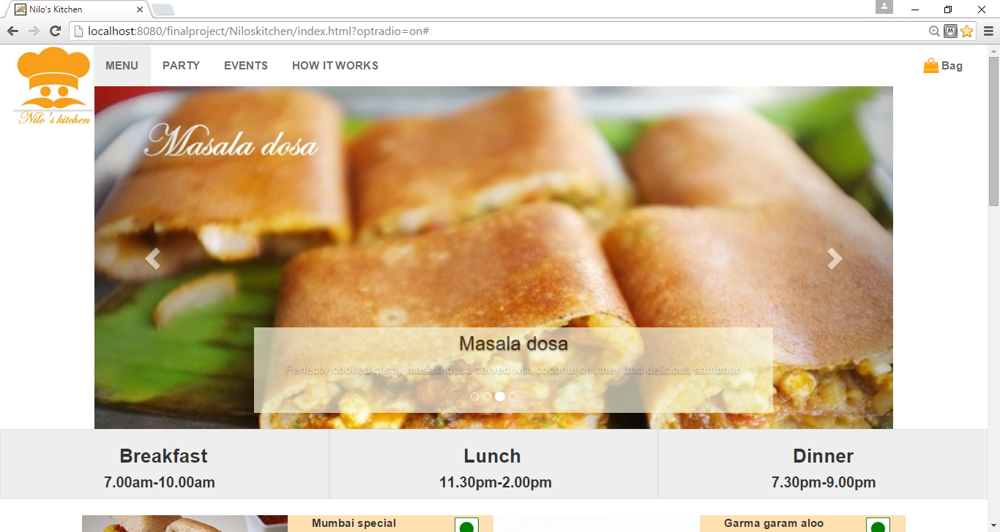 Nilo's Kitchen
localhost:8080/finalproject/Niloskitchen/index.html?optradio=on#
MENU PARTY EVENTS HOW IT WORKS Bag
Nilo 's kitchen
Masala dosa
Masala dosa
Perfectly cooked crispy masala dosa served with coconut chutney and delicious sambhar
Breakfast Lunch Dinner
7.00am-10.00am 11.30pm-2.00pm 7.30pm-9.00pm
Mumbai special Garma garam aloo